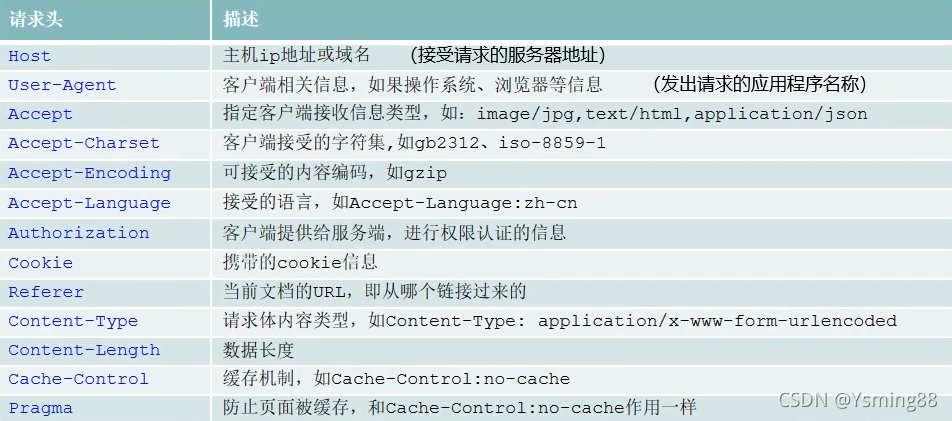 请求头 描述
Host 主机ip地址或域名 （接受请求的服务器地址）
User-Agent 客户端相关信息，如果操作系统、浏览器等信息 （发出请求的应用程序名称）
Accept 指定客户端接收信息类型，如：image/jpg,text/html,application/json
Accept-Charset 客户端接受的字符集,如gb2312、iso-8859-1
Accept-Encoding 可接受的内容编码，如gzip
Accept-Language 接受的语言，如Accept-Language:zh-cn
Authorization 客户端提供给服务端，进行权限认证的信息
Cookie 携带的cookie信息
Referer 当前文档的URL，即从哪个链接过来的
Content-Type 请求体内容类型，如Content-Type: application/x-www-form-urlencoded
Content-Length 数据长度
Cache-Control 缓存机制，如Cache-Control:no-cache
Pragma 防止页面被缓存，和Cache-Control:no-cache作用一样
CSDN @Ysming88